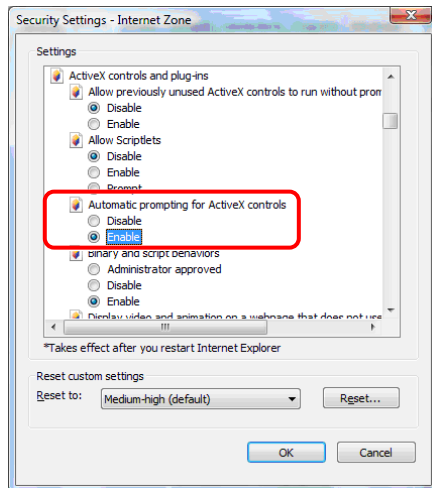 Security Settings - Internet Zone
Settings
ActiveX controls and plug-ins
Allow previously unused ActiveX controls to run without prom
Disable
Enable
Allow Scriptlets
Disable
Enable
Prompt
Automatic prompting for ActiveX controls
Disable
Enable
Binary and script behaviors
Administrator approved
Disable
Enable
Display video and animation on a webpage that does not use
*Takes effect after you restart Internet Explorer
Reset custom settings
Reset to:
Medium-high (default)
Reset...
OK
Cancel